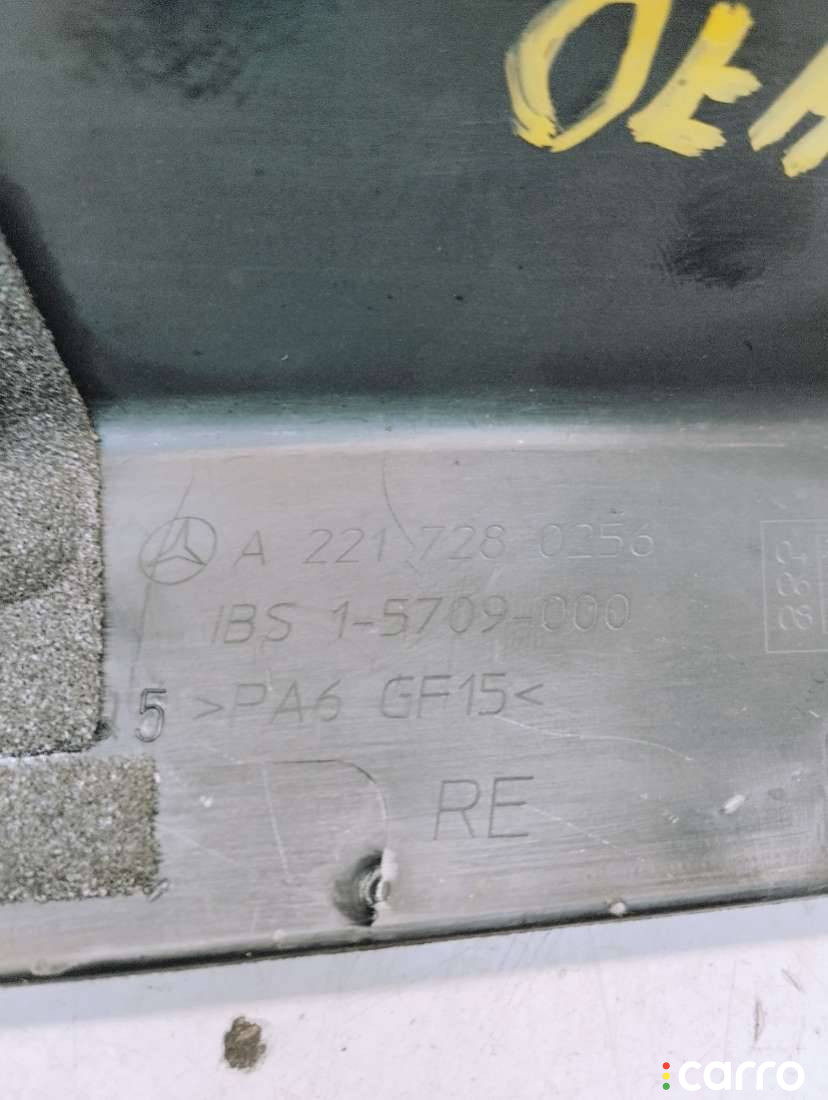 A 221 728 0256
IBS 1-5709-000
5 >PA6 GF15<
RE
carro